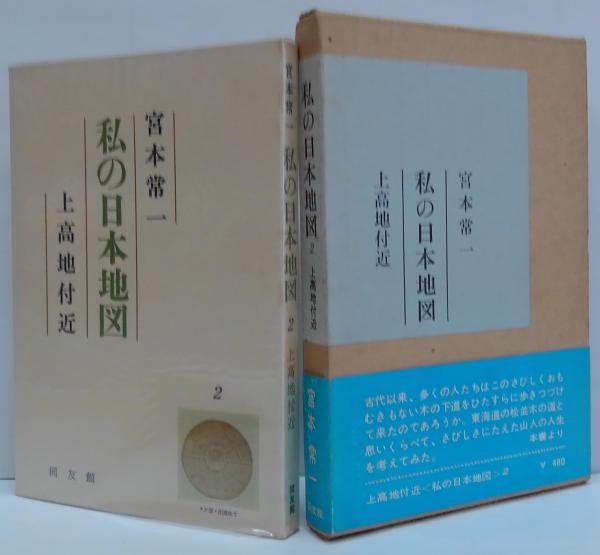 宮本常一
私の日本地図
上高地付近
2
同友館
宮本常一 私の日本地図 2 上高地付近
同友館
私の日本地図 2 上高地付近
宮本常一
同友館
宮本常一
私の日本地図
上高地付近
古代以来、多くの人たちはこのさびしくおも
むきもない木の下道をひたすらに歩きつづけ
て来たのであろうか。東海道の松並木の道と
思いくらべて、さびしさにたえた山人の人生
を考えてみた。
本書より
上高地付近<私の日本地図>2
¥ 480